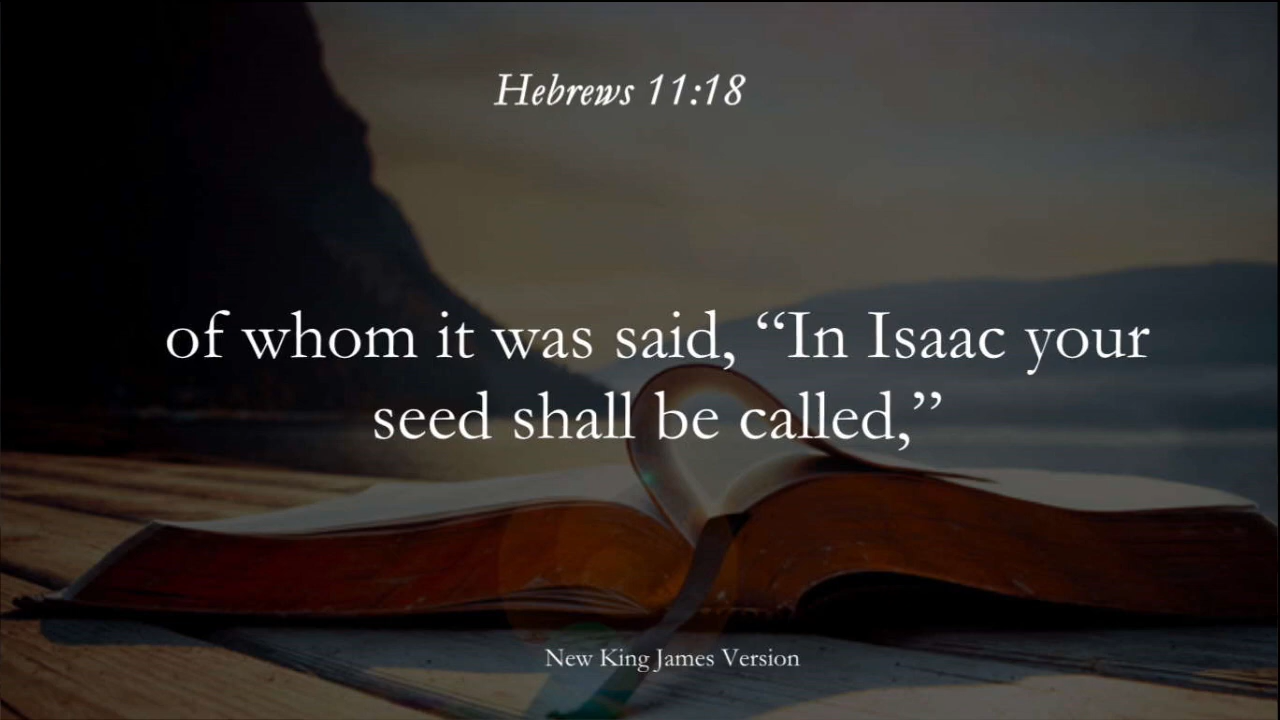 Hebrews 11:18
of whom it was said, “In Isaac your
seed shall be called,”
New King James Version